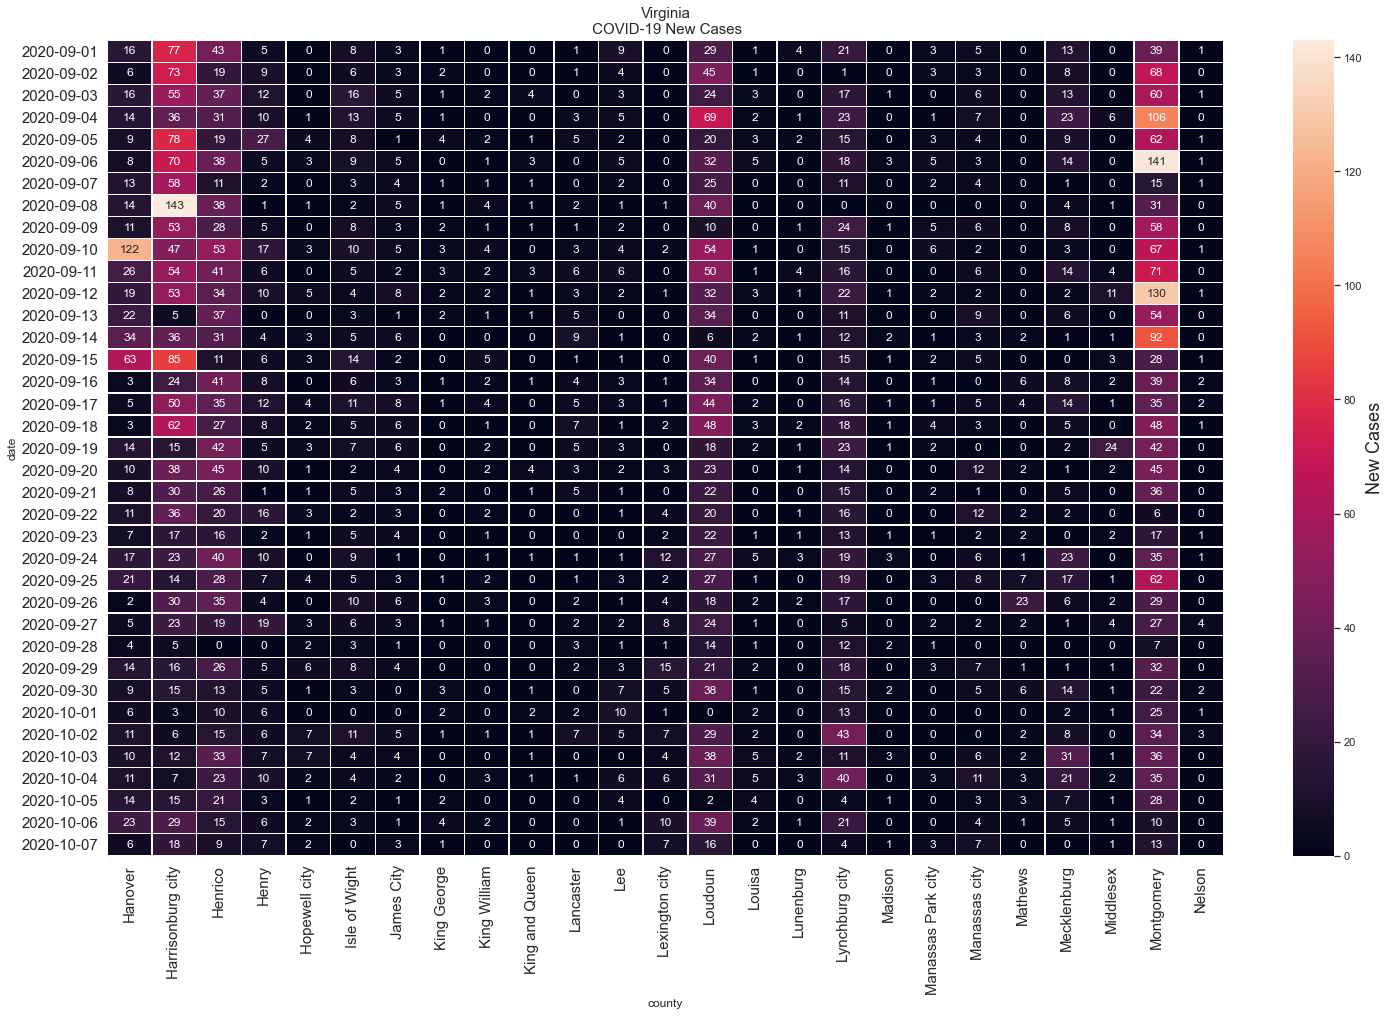 Virginia
COVID-19 New Cases
2020-09-01 16 77 43 5 0 8 3 1 0 0 1 9 0 29 1 4 21 0 3 5 0 13 0 39 1
2020-09-02 6 73 19 9 0 6 3 2 0 0 1 4 0 45 1 0 1 0 3 3 0 8 0 68 0
2020-09-03 16 55 37 12 0 16 5 1 2 4 0 3 0 24 3 0 17 1 0 6 0 13 0 60 1
2020-09-04 14 36 31 10 1 13 5 1 0 0 3 5 0 69 2 1 23 0 1 7 0 23 6 106 0
2020-09-05 9 78 19 27 4 8 1 4 2 1 5 2 0 20 3 2 15 0 3 4 0 9 0 62 1
2020-09-06 8 70 38 5 3 9 5 0 1 3 0 5 0 32 5 0 18 3 5 3 0 14 0 141 1
2020-09-07 13 58 11 2 0 3 4 1 1 1 0 2 0 25 0 0 11 0 2 4 0 1 0 15 1
2020-09-08 14 143 38 1 1 2 5 1 4 1 2 1 1 40 0 0 0 0 0 0 0 4 1 31 0
2020-09-09 11 53 28 5 0 8 3 2 1 1 1 2 0 10 0 1 24 1 5 6 0 8 0 58 0
2020-09-10 122 47 53 17 3 10 5 3 4 0 3 4 2 54 1 0 15 0 6 2 0 3 0 67 1
2020-09-11 26 54 41 6 0 5 2 3 2 3 6 6 0 50 1 4 16 0 0 6 0 14 4 71 0
2020-09-12 19 53 34 10 5 4 8 2 2 1 3 2 1 32 3 1 22 1 2 2 0 2 11 130 1
2020-09-13 22 5 37 0 0 3 1 2 1 1 5 0 0 34 0 0 11 0 0 9 0 6 0 54 0
2020-09-14 34 36 31 4 3 5 6 0 0 0 9 1 0 6 2 1 12 2 1 3 2 1 1 92 0
2020-09-15 63 85 11 6 3 14 2 0 5 0 1 1 0 40 1 0 15 1 2 5 0 0 3 28 1
2020-09-16 3 24 41 8 0 6 3 1 2 1 4 3 1 34 0 0 14 0 1 0 6 8 2 39 2
2020-09-17 5 50 35 12 4 11 8 1 4 0 5 3 1 44 2 0 16 1 1 5 4 14 1 35 2
2020-09-18 3 62 27 8 2 5 6 0 1 0 7 1 2 48 3 2 18 1 4 3 0 5 0 48 1
2020-09-19 14 15 42 5 3 7 6 0 2 0 5 3 0 18 2 1 23 1 2 0 0 2 24 42 0
2020-09-20 10 38 45 10 1 2 4 0 2 4 3 2 3 23 0 1 14 0 0 12 2 1 2 45 0
2020-09-21 8 30 26 1 1 5 3 2 0 1 5 1 0 22 0 0 15 0 2 1 0 5 0 36 0
2020-09-22 11 36 20 16 3 2 3 0 2 0 0 1 4 20 0 1 16 0 0 12 2 2 0 6 0
2020-09-23 7 17 16 2 1 5 4 0 1 0 0 0 2 22 1 1 13 1 1 2 2 0 2 17 1
2020-09-24 17 23 40 10 0 9 1 0 1 1 1 1 12 27 5 3 19 3 0 6 1 23 0 35 1
2020-09-25 21 14 28 7 4 5 3 1 2 0 1 3 2 27 1 0 19 0 3 8 7 17 1 62 0
2020-09-26 2 30 35 4 0 10 6 0 3 0 2 1 4 18 2 2 17 0 0 0 23 6 2 29 0
2020-09-27 5 23 19 19 3 6 3 1 1 0 2 2 8 24 1 0 5 0 2 2 2 1 4 27 4
2020-09-28 4 5 0 0 2 3 1 0 0 0 3 1 1 14 1 0 12 2 1 0 0 0 0 7 0
2020-09-29 14 16 26 5 6 8 4 0 0 0 2 3 15 21 2 0 18 0 3 7 1 1 1 32 0
2020-09-30 9 15 13 5 1 3 0 3 0 1 0 7 5 38 1 0 15 2 0 5 6 14 1 22 2
2020-10-01 6 3 10 6 0 0 0 2 0 2 2 10 1 0 2 0 13 0 0 0 0 2 1 25 1
2020-10-02 11 6 15 6 7 11 5 1 1 1 7 5 7 29 2 0 43 0 0 0 2 8 0 34 3
2020-10-03 10 12 33 7 7 4 4 0 0 1 0 0 4 38 5 2 11 3 0 6 2 31 1 36 0
2020-10-04 11 7 23 10 2 4 2 0 3 1 1 6 6 31 5 3 40 0 3 11 3 21 2 35 0
2020-10-05 14 15 21 3 1 2 1 2 0 0 0 4 0 2 4 0 4 1 0 3 3 7 1 28 0
2020-10-06 23 29 15 6 2 3 1 4 2 0 0 1 10 39 2 1 21 0 0 4 1 5 1 10 0
2020-10-07 6 18 9 7 2 0 3 1 0 0 0 0 7 16 0 0 4 1 3 7 0 0 1 13 0
date
Hanover
Harrisonburg city
Henrico
Henry
Hopewell city
Isle of Wight
James City
King George
King William
King and Queen
Lancaster
Lee
Lexington city
Loudoun
Louisa
Lunenburg
Lynchburg city
Madison
Manassas Park city
Manassas city
Mathews
Mecklenburg
Middlesex
Montgomery
Nelson
county
140
120
100
80
60
40
20
0
New Cases